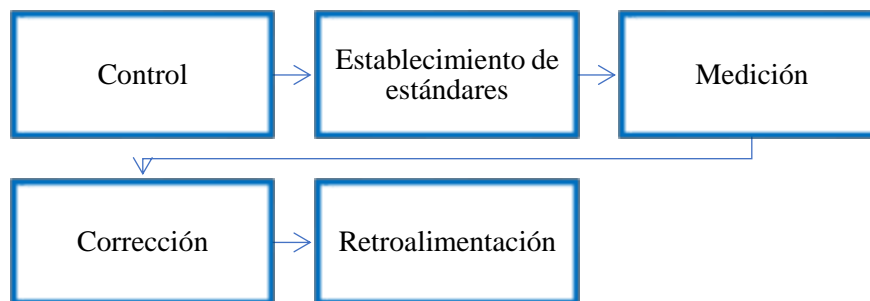 Control
Establecimiento de
estándares
Medición
Corrección
Retroalimentación